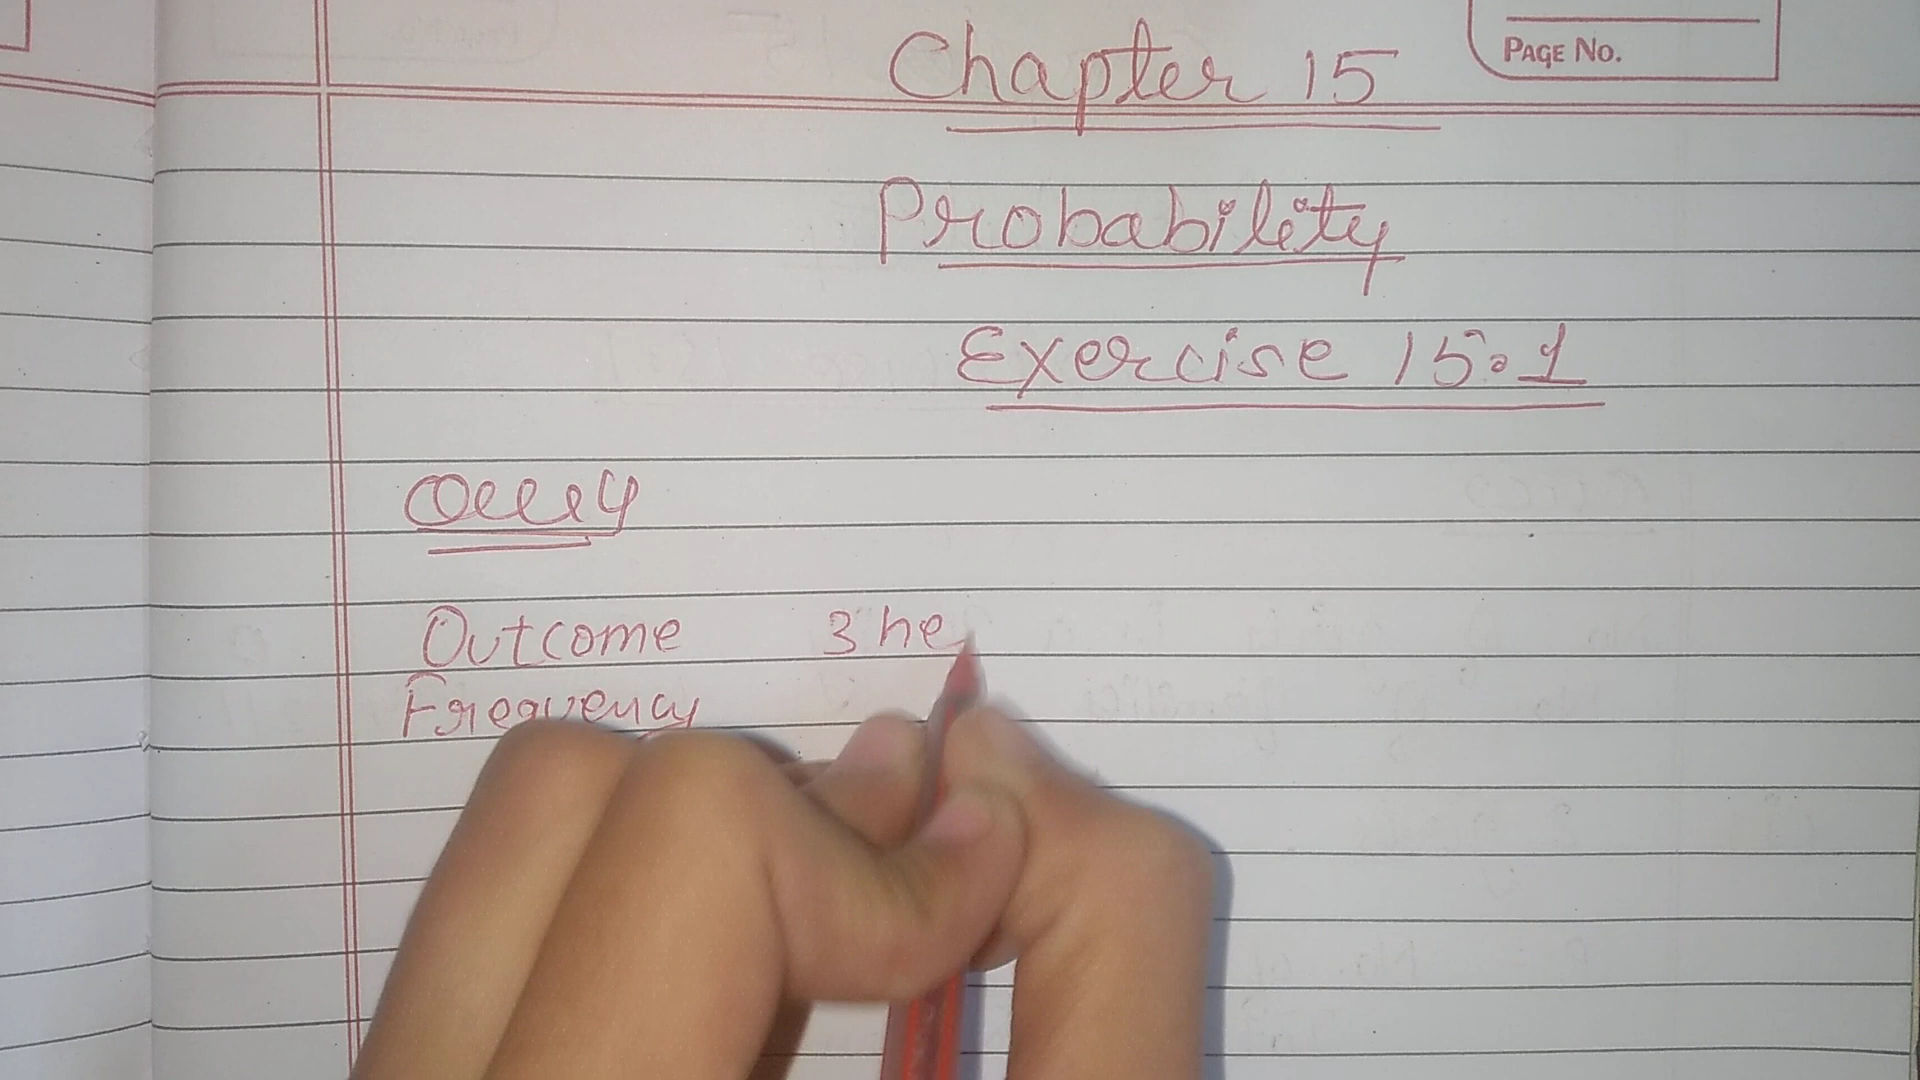 PAGE No.
Chapter 15
Probability
Exercise 15.1
Outcome 3 he
Frequency